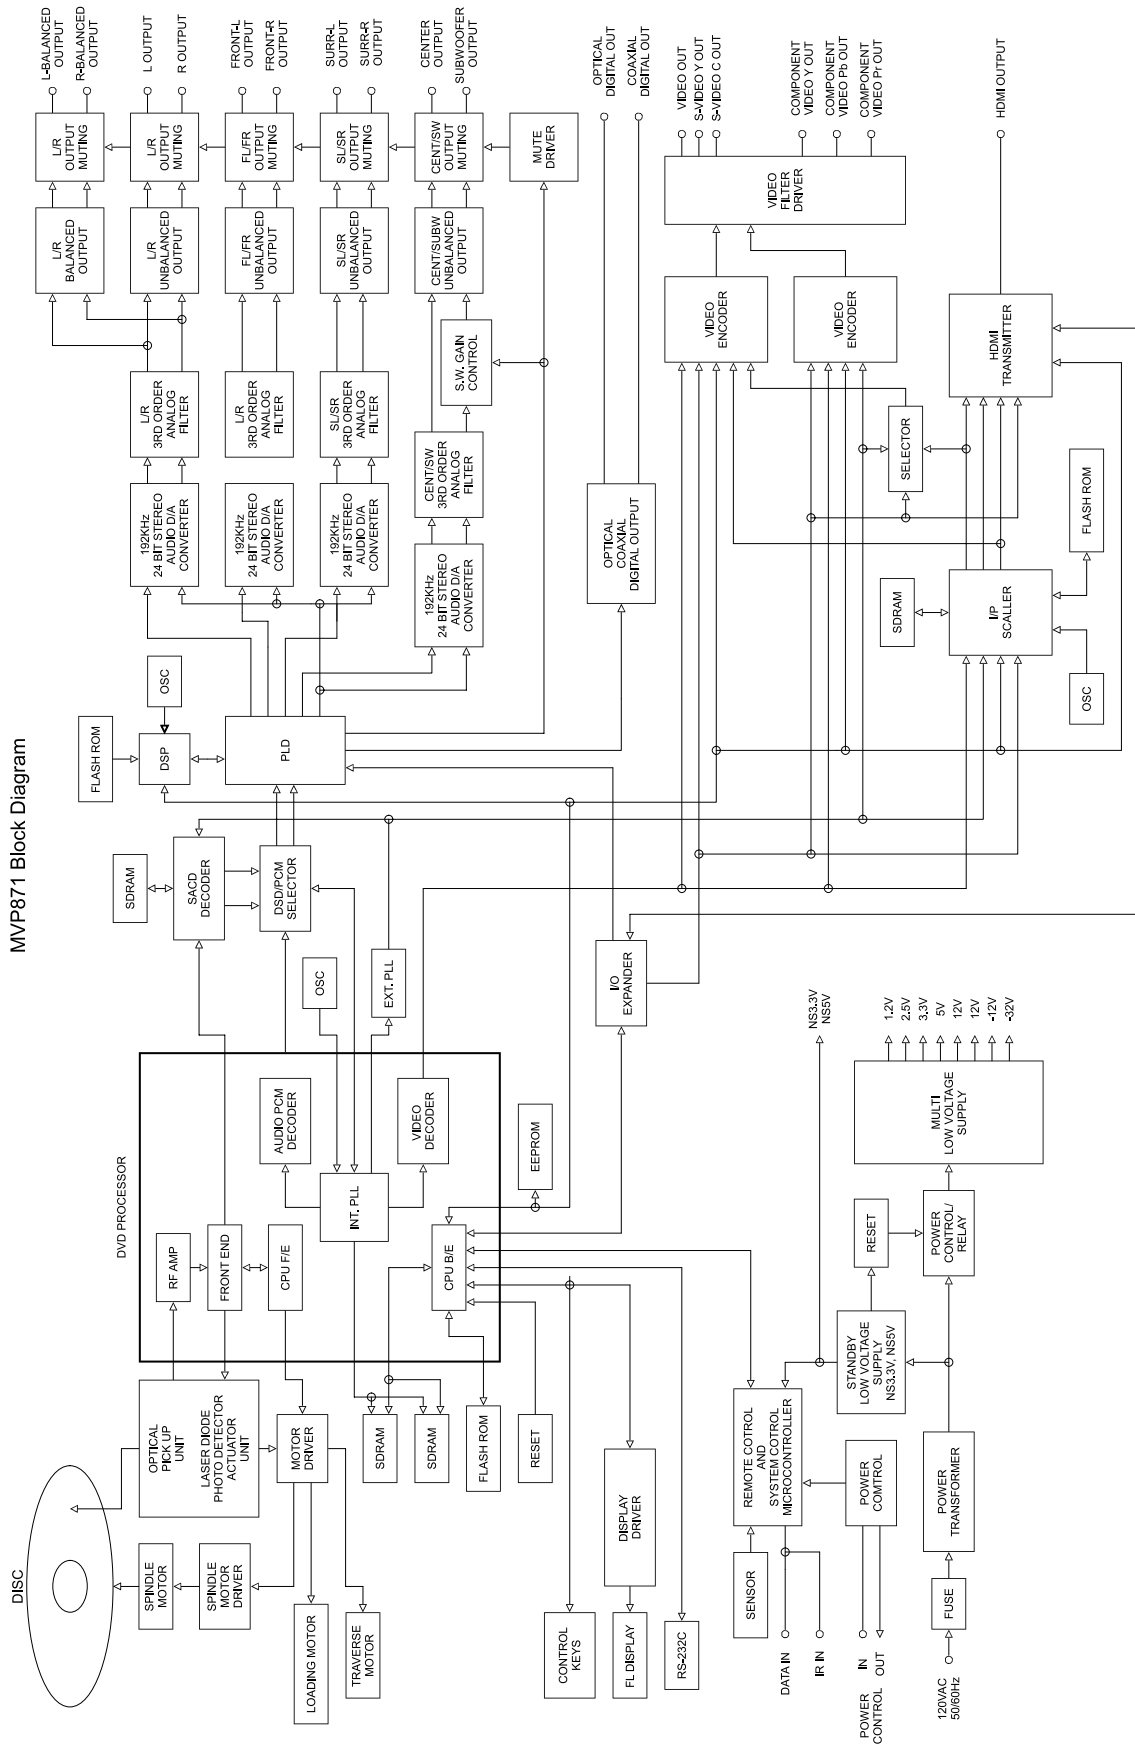 MVP871 Block Diagram
DISC
SPINDLE
MOTOR
SPINDLE
MOTOR
DRIVER
LOADING MOTOR
TRAVERSE
MOTOR
OPTICAL
PICK UP
UNIT
LASER DIODE
PHOTO DETECTOR
ACTUATOR
UNIT
MOTOR
DRIVER
SDRAM
SDRAM
FLASH ROM
RESET
DVD PROCESSOR
RF AMP
FRONT END
CPU F/E
INT. PLL
CPU B/E
AUDIO PCM
DECODER
VIDEO
DECODER
EEPROM
OSC
EXT. PLL
SDRAM
SACD
DECODER
DSD/PCM
SELECTOR
I/O
EXPANDER
FLASH ROM
DSP
OSC
PLD
192KHz
24 BIT STEREO
AUDIO D/A
CONVERTER
192KHz
24 BIT STEREO
AUDIO D/A
CONVERTER
192KHz
24 BIT STEREO
AUDIO D/A
CONVERTER
192KHz
24 BIT STEREO
AUDIO D/A
CONVERTER
L/R
3RD ORDER
ANALOG
FILTER
L/R
3RD ORDER
ANALOG
FILTER
SL/SR
3RD ORDER
ANALOG
FILTER
CENT/SW
3RD ORDER
ANALOG
FILTER
S.W. GAIN
CONTROL
L/R
BALANCED
OUTPUT
L/R
UNBALANCED
OUTPUT
FL/FR
UNBALANCED
OUTPUT
SL/SR
UNBALANCED
OUTPUT
CENT/SUBW
UNBALANCED
OUTPUT
L/R
OUTPUT
MUTING
L/R
OUTPUT
MUTING
FL/FR
OUTPUT
MUTING
SL/SR
OUTPUT
MUTING
CENT/SW
OUTPUT
MUTING
MUTE
DRIVER
L-BALANCED
OUTPUT
R-BALANCED
OUTPUT
L OUTPUT
R OUTPUT
FRONT-L
OUTPUT
FRONT-R
OUTPUT
SURR-L
OUTPUT
SURR-R
OUTPUT
CENTER
OUTPUT
SUBWOOFER
OUTPUT
OPTICAL
COAXIAL
DIGITAL OUTPUT
OPTICAL
DIGITAL OUT
COAXIAL
DIGITAL OUT
VIDEO
ENCODER
VIDEO
ENCODER
VIDEO
FILTER
DRIVER
VIDEO OUT
S-VIDEO Y OUT
S-VIDEO C OUT
COMPONENT
VIDEO Y OUT
COMPONENT
VIDEO Pb OUT
COMPONENT
VIDEO Pr OUT
SELECTOR
SDRAM
I/P
SCALLER
FLASH ROM
OSC
HDMI
TRANSMITTER
HDMI OUTPUT
CONTROL
KEYS
DISPLAY
DRIVER
FL DISPLAY
RS-232C
SENSOR
REMOTE COTROL
AND
SYSTEM COTROL
MICROCONTROLLER
DATA IN
IR IN
POWER
COMTROL
POWER
CONTROL
IN
OUT
120VAC
50/60Hz
FUSE
POWER
TRANSFORMER
STANDBY
LOW VOLTAGE
SUPPLY
NS3.3V, NS5V
RESET
POWER
CONTROL/
RELAY
MULTI
LOW VOLTAGE
SUPPLY
NS3.3V
NS5V
1.2V
2.5V
3.3V
5V
12V
12V
-12V
-32V